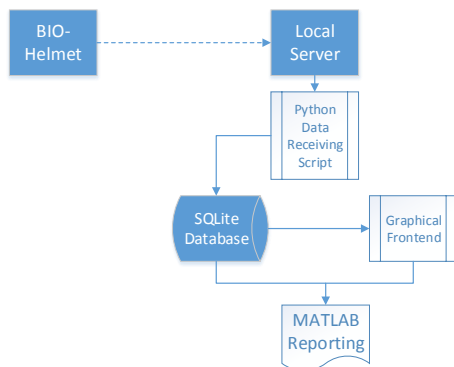 BIO-
Helmet
Local
Server
Python
Data
Receiving
Script
SQLite
Database
Graphical
Frontend
MATLAB
Reporting